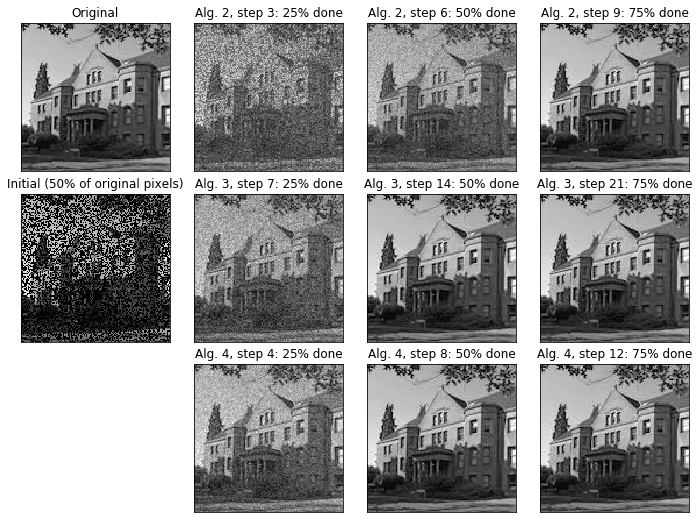 Original
Alg. 2, step 3: 25% done
Alg. 2, step 6: 50% done
Alg. 2, step 9: 75% done
Initial (50% of original pixels)
Alg. 3, step 7: 25% done
Alg. 3, step 14: 50% done
Alg. 3, step 21: 75% done
Alg. 4, step 4: 25% done
Alg. 4, step 8: 50% done
Alg. 4, step 12: 75% done